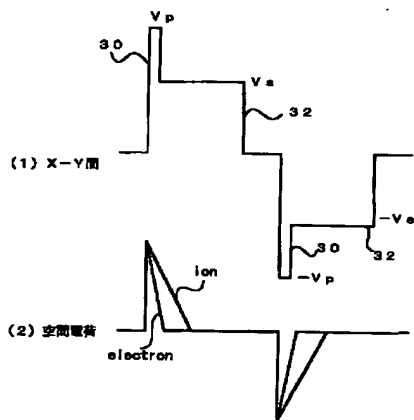 Vp
30
Vs
32
(1) X-Y間
-Vs
30
32
-Vp
ion
(2) 空間電荷
electron